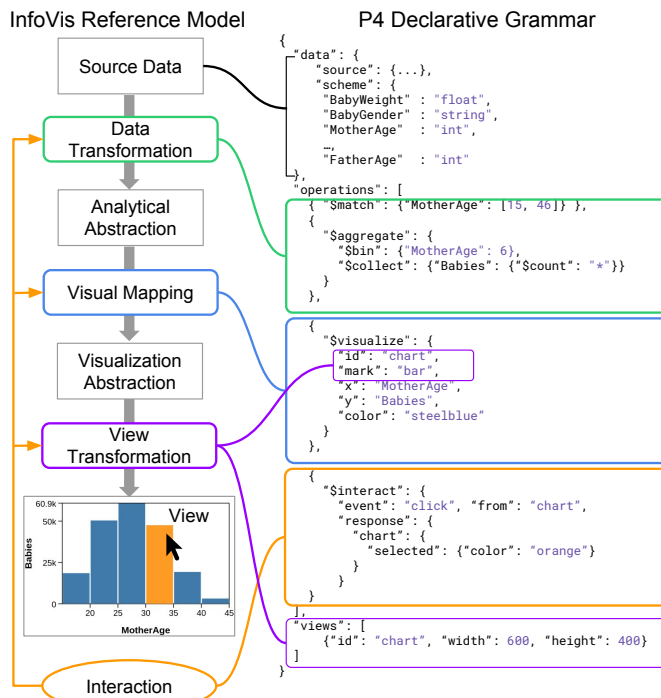 InfoVis Reference Model
Source Data
Data
Transformation
Analytical
Abstraction
Visual Mapping
Visualization
Abstraction
View
Transformation
View
60.9k
50k
25k
0
Babies
20 25 30 35 40 45
MotherAge
Interaction
P4 Declarative Grammar
{
"data": {
"source": {...},
"scheme": {
"BabyWeight" : "float",
"BabyGender" : "string",
"MotherAge" : "int",
…,
"FatherAge" : "int"
},
"operations": [
{ "$match": {"MotherAge": [15, 46]} },
{
"$aggregate": {
"$bin": {"MotherAge": 6},
"$collect": {"Babies": {"$count": "*"}}
}
},
{
"$visualize": {
"id": "chart",
"mark": "bar",
"x": "MotherAge",
"y": "Babies",
"color": "steelblue"
}
},
{
"$interact": {
"event": "click", "from": "chart",
"response": {
"chart": {
"selected": {"color": "orange"}
}
}
}
],
"views": [
{"id": "chart", "width": 600, "height": 400}
]
}